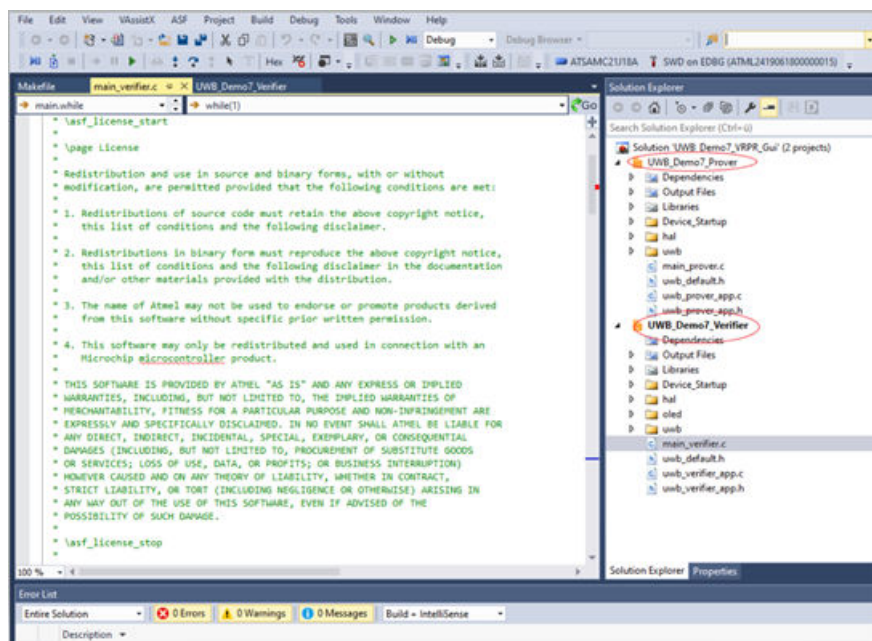 File Edit View VAssistX ASF Project Build Debug Tools Window Help
Debug Debug Browser
Hex ATSAMC21J18A SWD on EDBG (ATML2419061800000015)
Makefile main_verifier.c UWB_Demo7_Verifier
main.while while(1) Go
* \asf_license_start
*
* \page License
*
* Redistribution and use in source and binary forms, with or without
* modification, are permitted provided that the following conditions are met:
*
* 1. Redistributions of source code must retain the above copyright notice,
* this list of conditions and the following disclaimer.
*
* 2. Redistributions in binary form must reproduce the above copyright notice,
* this list of conditions and the following disclaimer in the documentation
* and/or other materials provided with the distribution.
*
* 3. The name of Atmel may not be used to endorse or promote products derived
* from this software without specific prior written permission.
*
* 4. This software may only be redistributed and used in connection with an
* Microchip microcontroller product.
*
* THIS SOFTWARE IS PROVIDED BY ATMEL "AS IS" AND ANY EXPRESS OR IMPLIED
* WARRANTIES, INCLUDING, BUT NOT LIMITED TO, THE IMPLIED WARRANTIES OF
* MERCHANTABILITY, FITNESS FOR A PARTICULAR PURPOSE AND NON-INFRINGEMENT ARE
* EXPRESSLY AND SPECIFICALLY DISCLAIMED. IN NO EVENT SHALL ATMEL BE LIABLE FOR
* ANY DIRECT, INDIRECT, INCIDENTAL, SPECIAL, EXEMPLARY, OR CONSEQUENTIAL
* DAMAGES (INCLUDING, BUT NOT LIMITED TO, PROCUREMENT OF SUBSTITUTE GOODS
* OR SERVICES; LOSS OF USE, DATA, OR PROFITS; OR BUSINESS INTERRUPTION)
* HOWEVER CAUSED AND ON ANY THEORY OF LIABILITY, WHETHER IN CONTRACT,
* STRICT LIABILITY, OR TORT (INCLUDING NEGLIGENCE OR OTHERWISE) ARISING IN
* ANY WAY OUT OF THE USE OF THIS SOFTWARE, EVEN IF ADVISED OF THE
* POSSIBILITY OF SUCH DAMAGE.
*
* \asf_license_stop
*
100 %
Solution Explorer
Search Solution Explorer (Ctrl+ü)
Solution 'UWB_Demo7_VRPR_Gui' (2 projects)
UWB_Demo7_Prover
Dependencies
Output Files
Libraries
Device_Startup
hal
uwb
main_prover.c
uwb_default.h
uwb_prover_app.c
uwb_prover_app.h
UWB_Demo7_Verifier
Dependencies
Output Files
Libraries
Device_Startup
hal
oled
uwb
main_verifier.c
uwb_default.h
uwb_verifier_app.c
uwb_verifier_app.h
Solution Explorer Properties
Error List
Entire Solution 0 Errors 0 Warnings 0 Messages Build + IntelliSense
Description